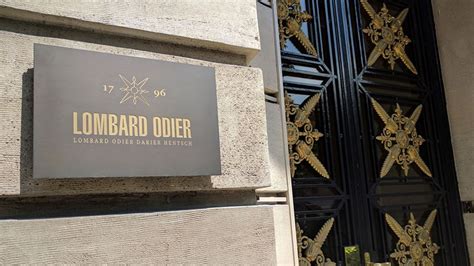 17 96
LOMBARD ODIER
LOMBARD ODIER DARIER HENTSCH